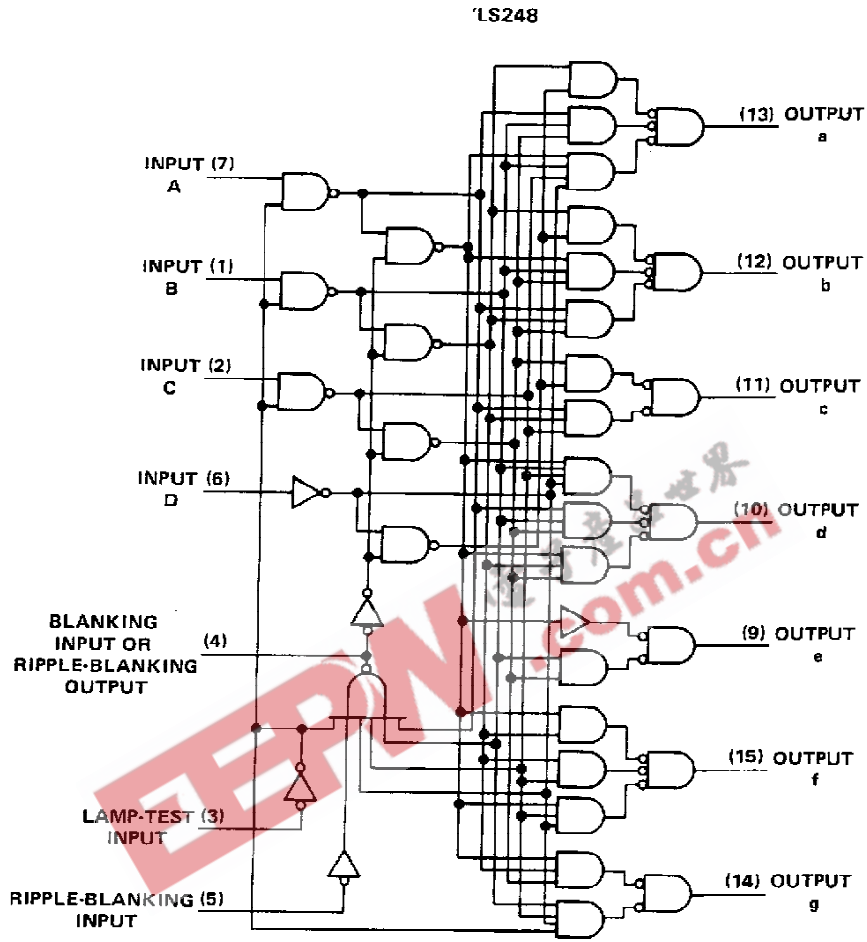 'LS248
(13) OUTPUT
a
INPUT (7)
A
INPUT (1)
B
(12) OUTPUT
b
INPUT (2)
C
(11) OUTPUT
c
INPUT (6)
D
(10) OUTPUT
d
BLANKING
INPUT OR (4)
RIPPLE-BLANKING
OUTPUT
(9) OUTPUT
e
(15) OUTPUT
f
LAMP-TEST (3)
INPUT
RIPPLE-BLANKING (5)
INPUT
(14) OUTPUT
g
EEPW.com.cn